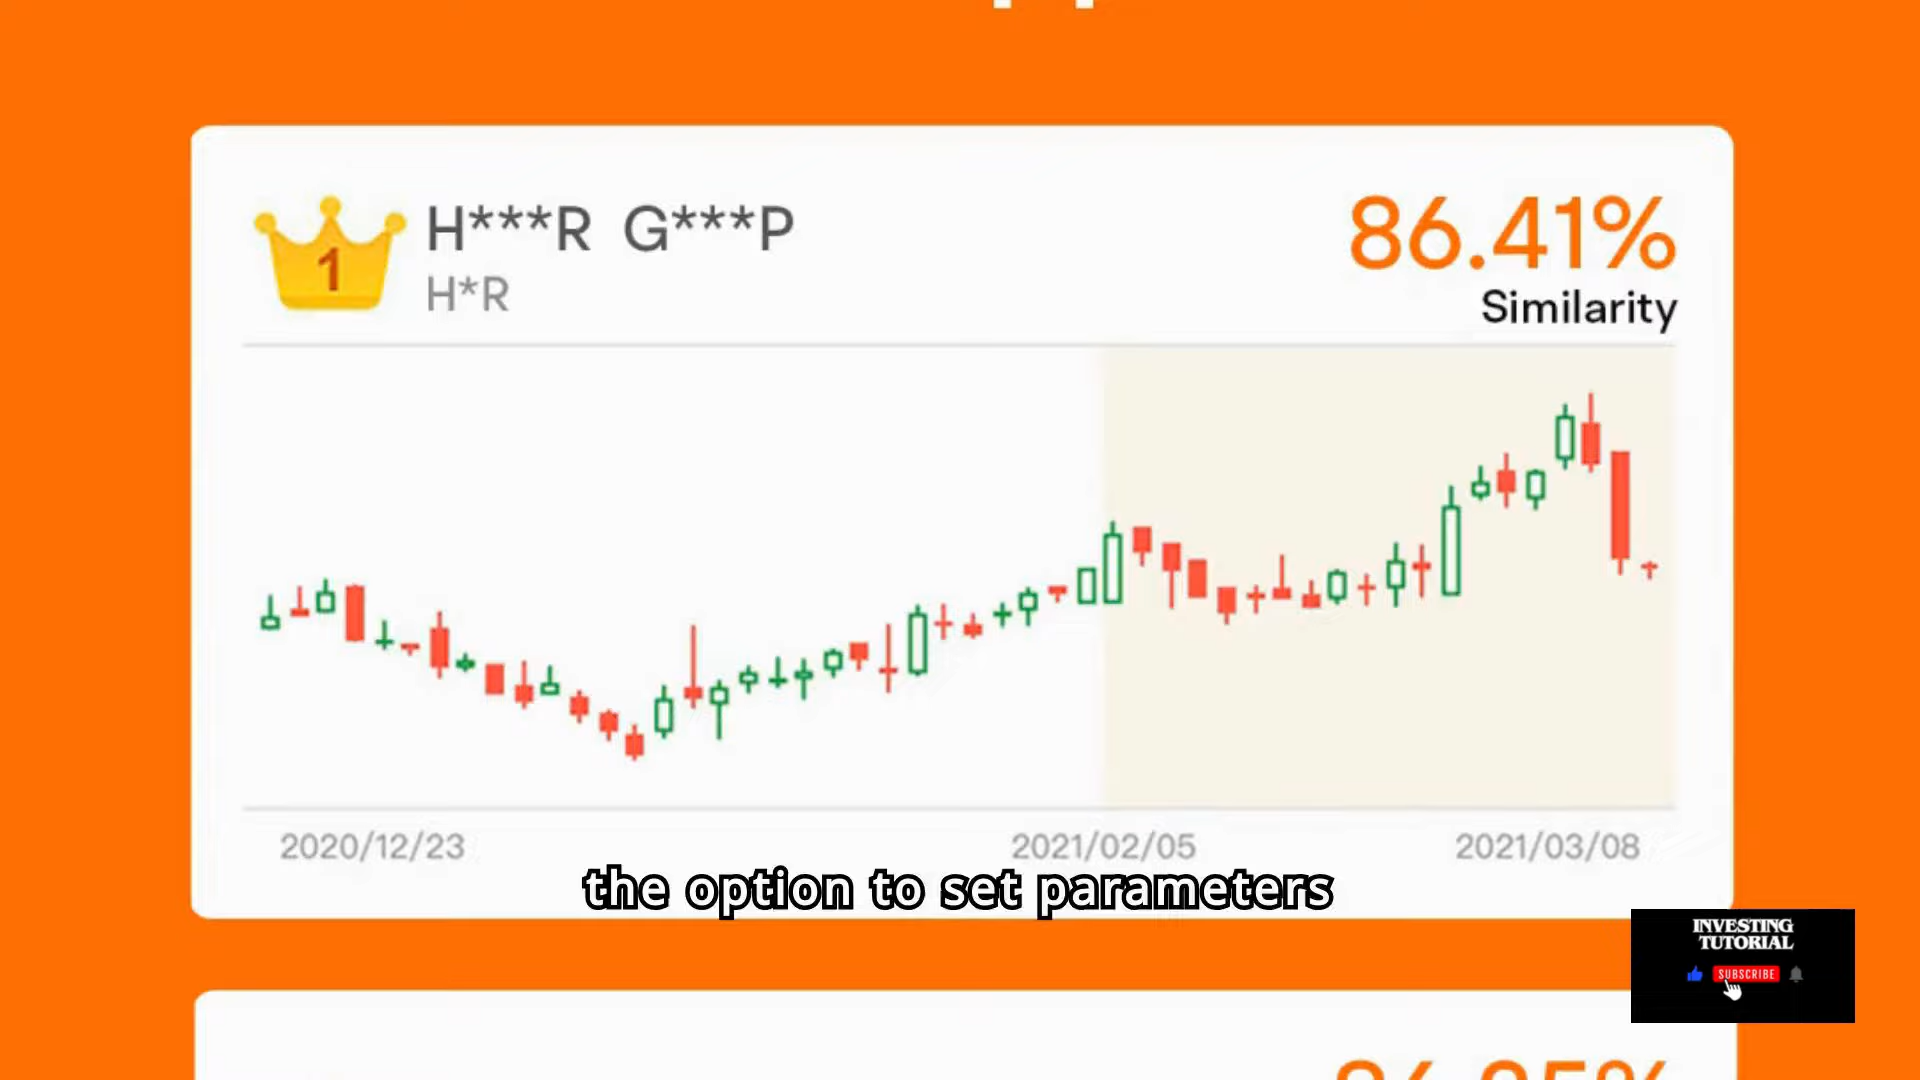 1
H***R G***P
H*R
86.41%
Similarity
2020/12/23
2021/02/05
2021/03/08
the option to set parameters
INVESTING
TUTORIAL
SUBSCRIBE